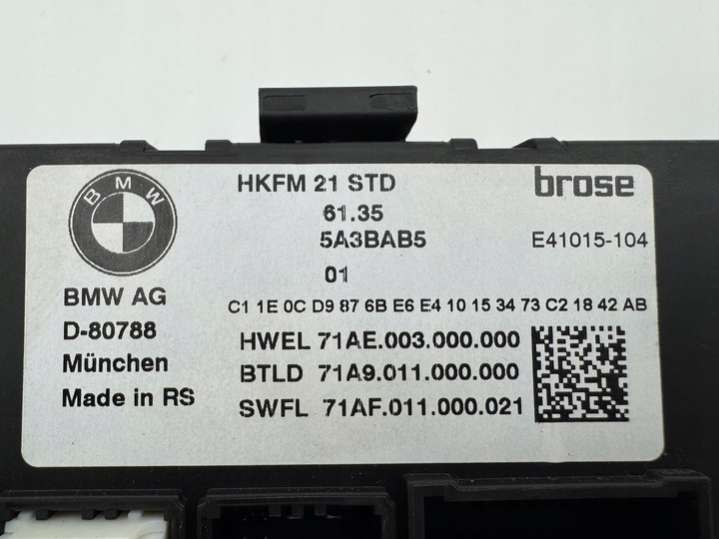 BMW
HKFM 21 STD
brose
61.35
5A3BAB5
E41015-104
01
BMW AG
C1 1E 0C D9 87 6B E6 E4 10 15 34 73 C2 18 42 AB
D-80788
HWEL 71AE.003.000.000
München
BTLD 71A9.011.000.000
Made in RS
SWFL 71AF.011.000.021